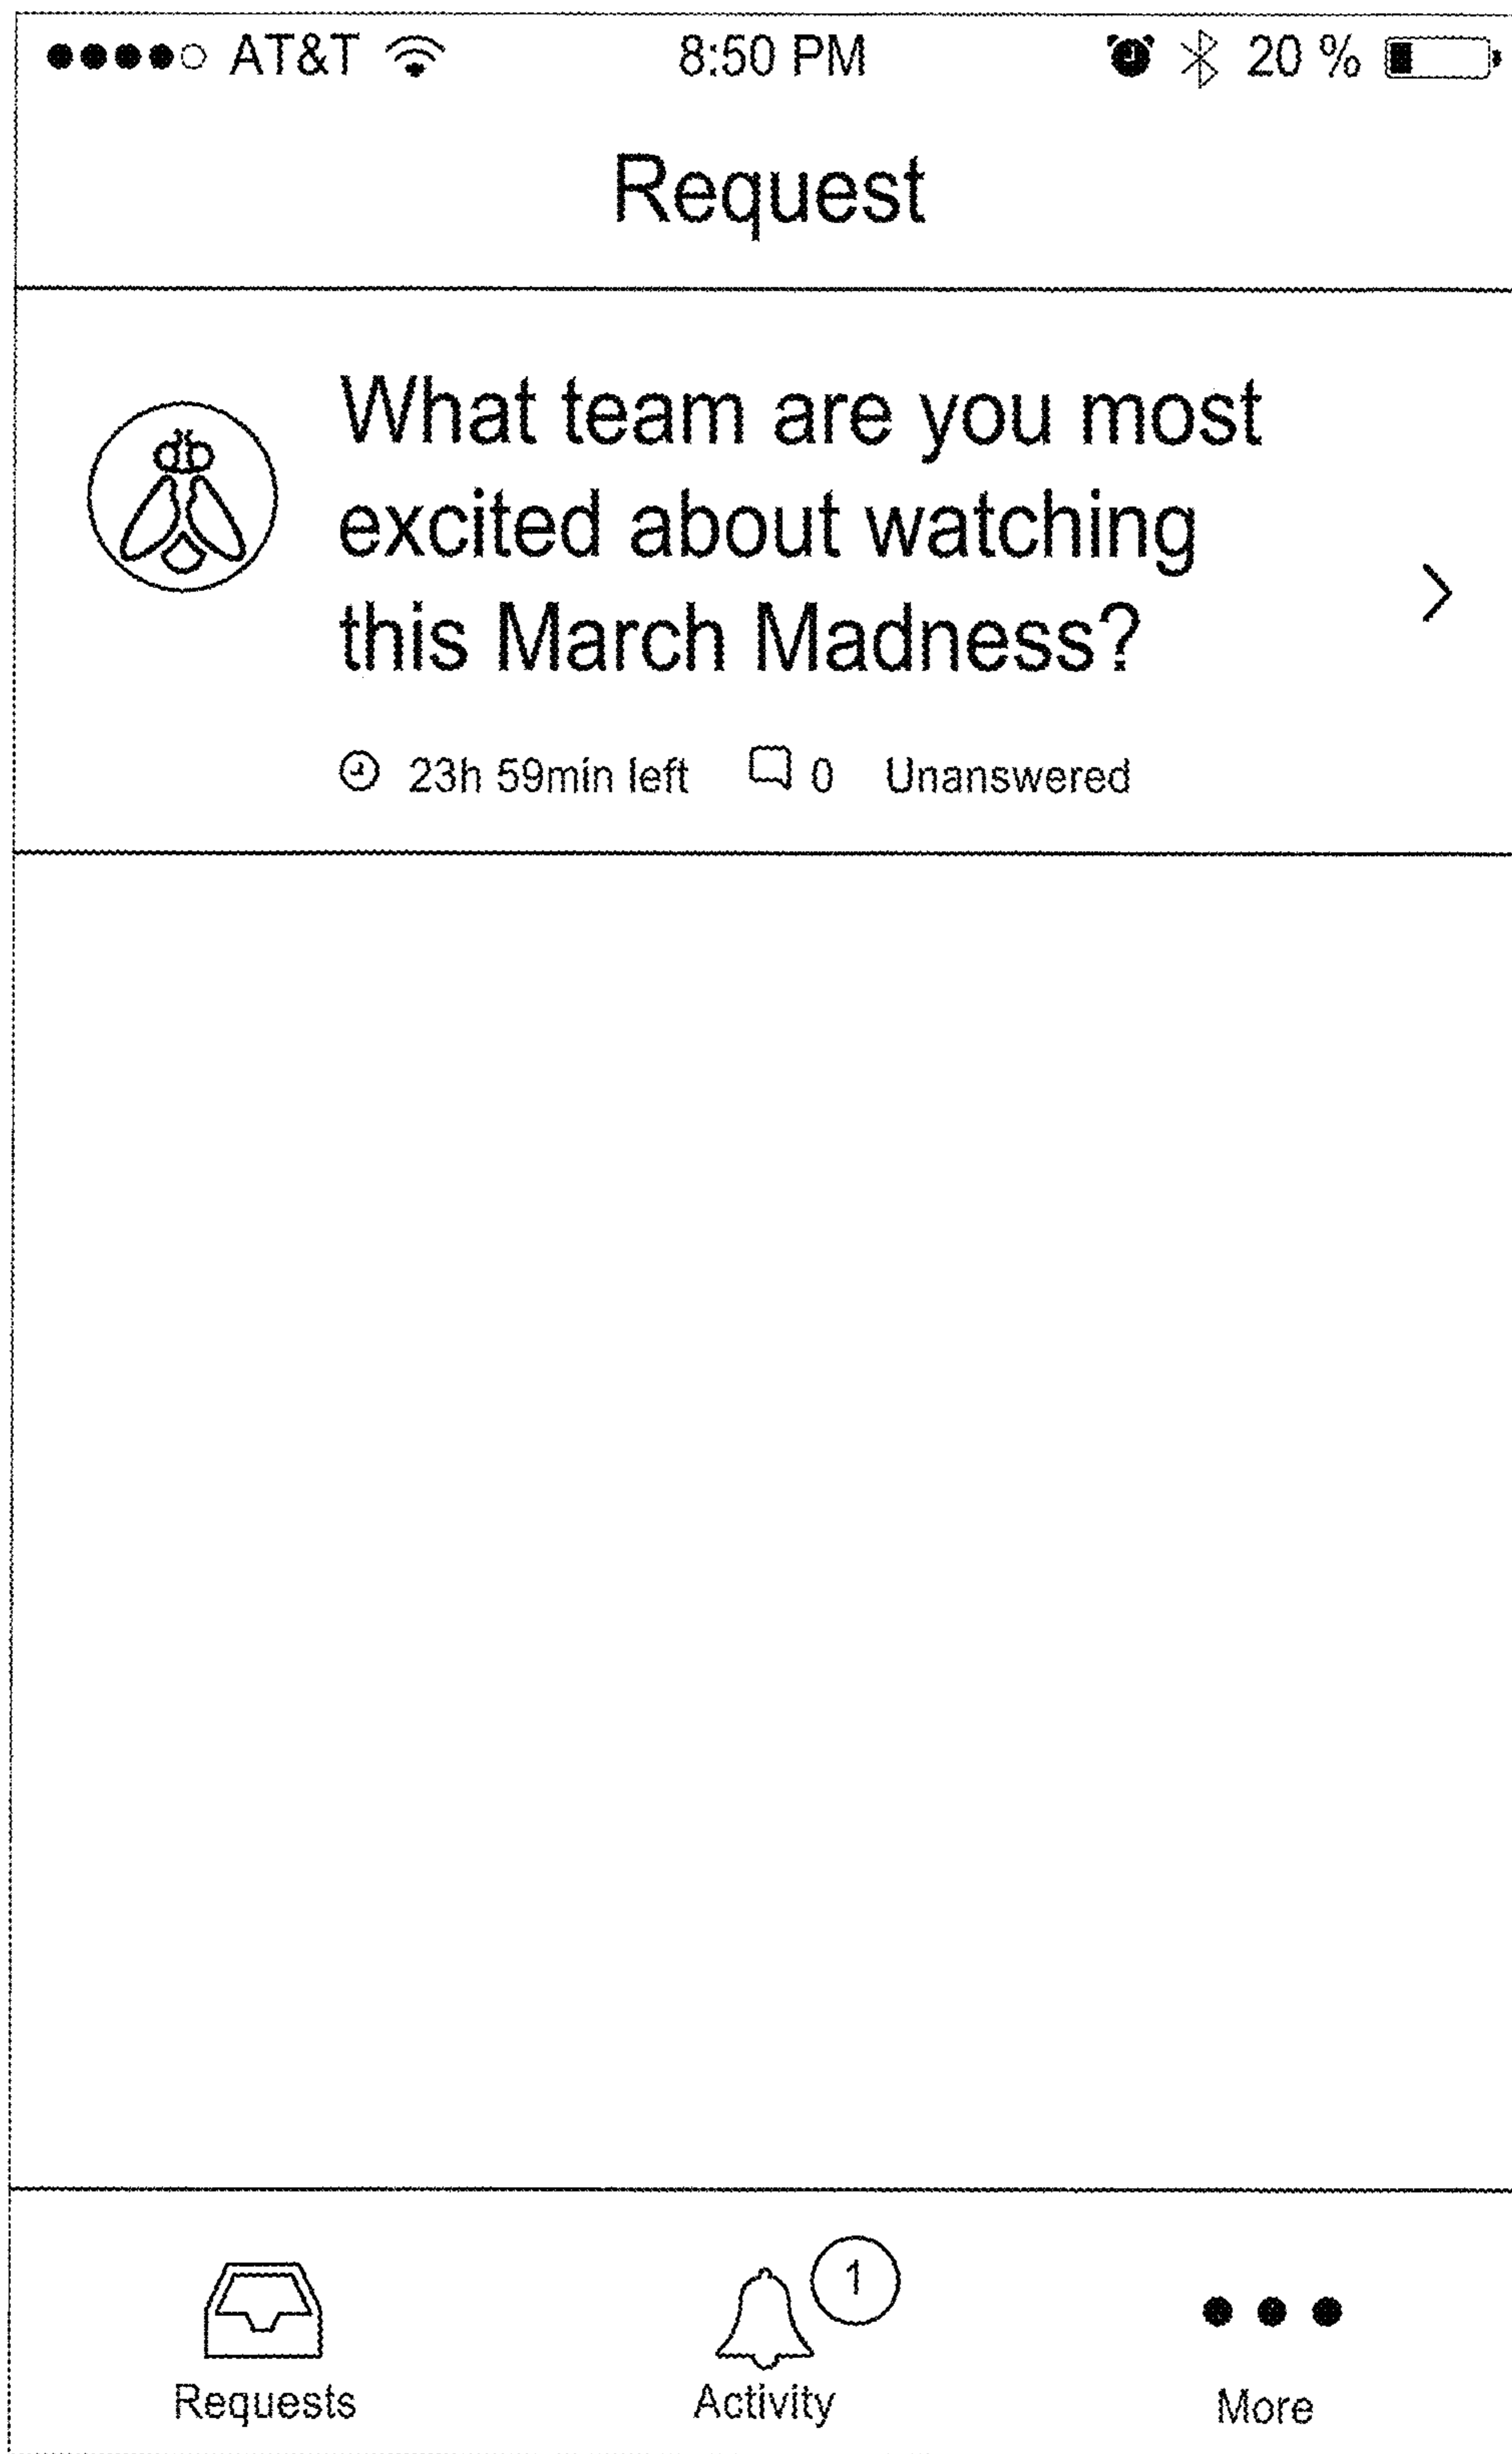 AT&T 8:50 PM 20 %
Request
What team are you most
excited about watching
this March Madness?
23h 59min left 0 Unanswered
1
Requests Activity More